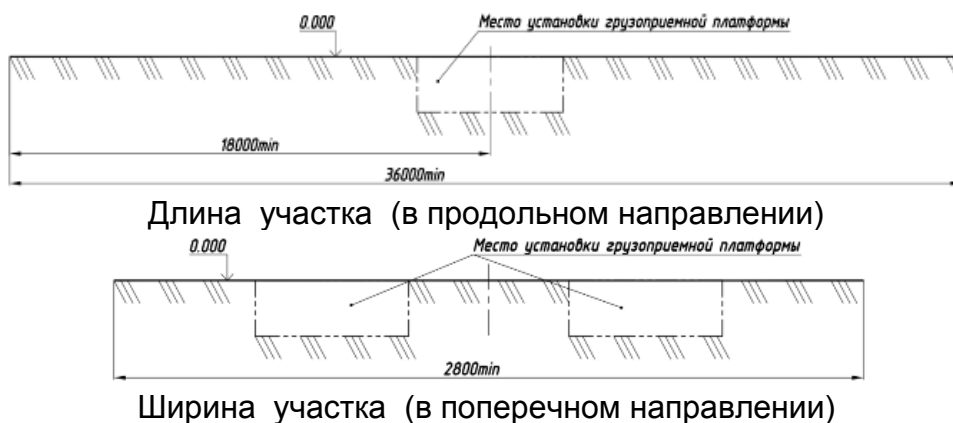 0.000 Место установки грузоприемной платформы
18000min
36000min
Длина участка (в продольном направлении)
0.000 Место установки грузоприемной платформы
2800min
Ширина участка (в поперечном направлении)